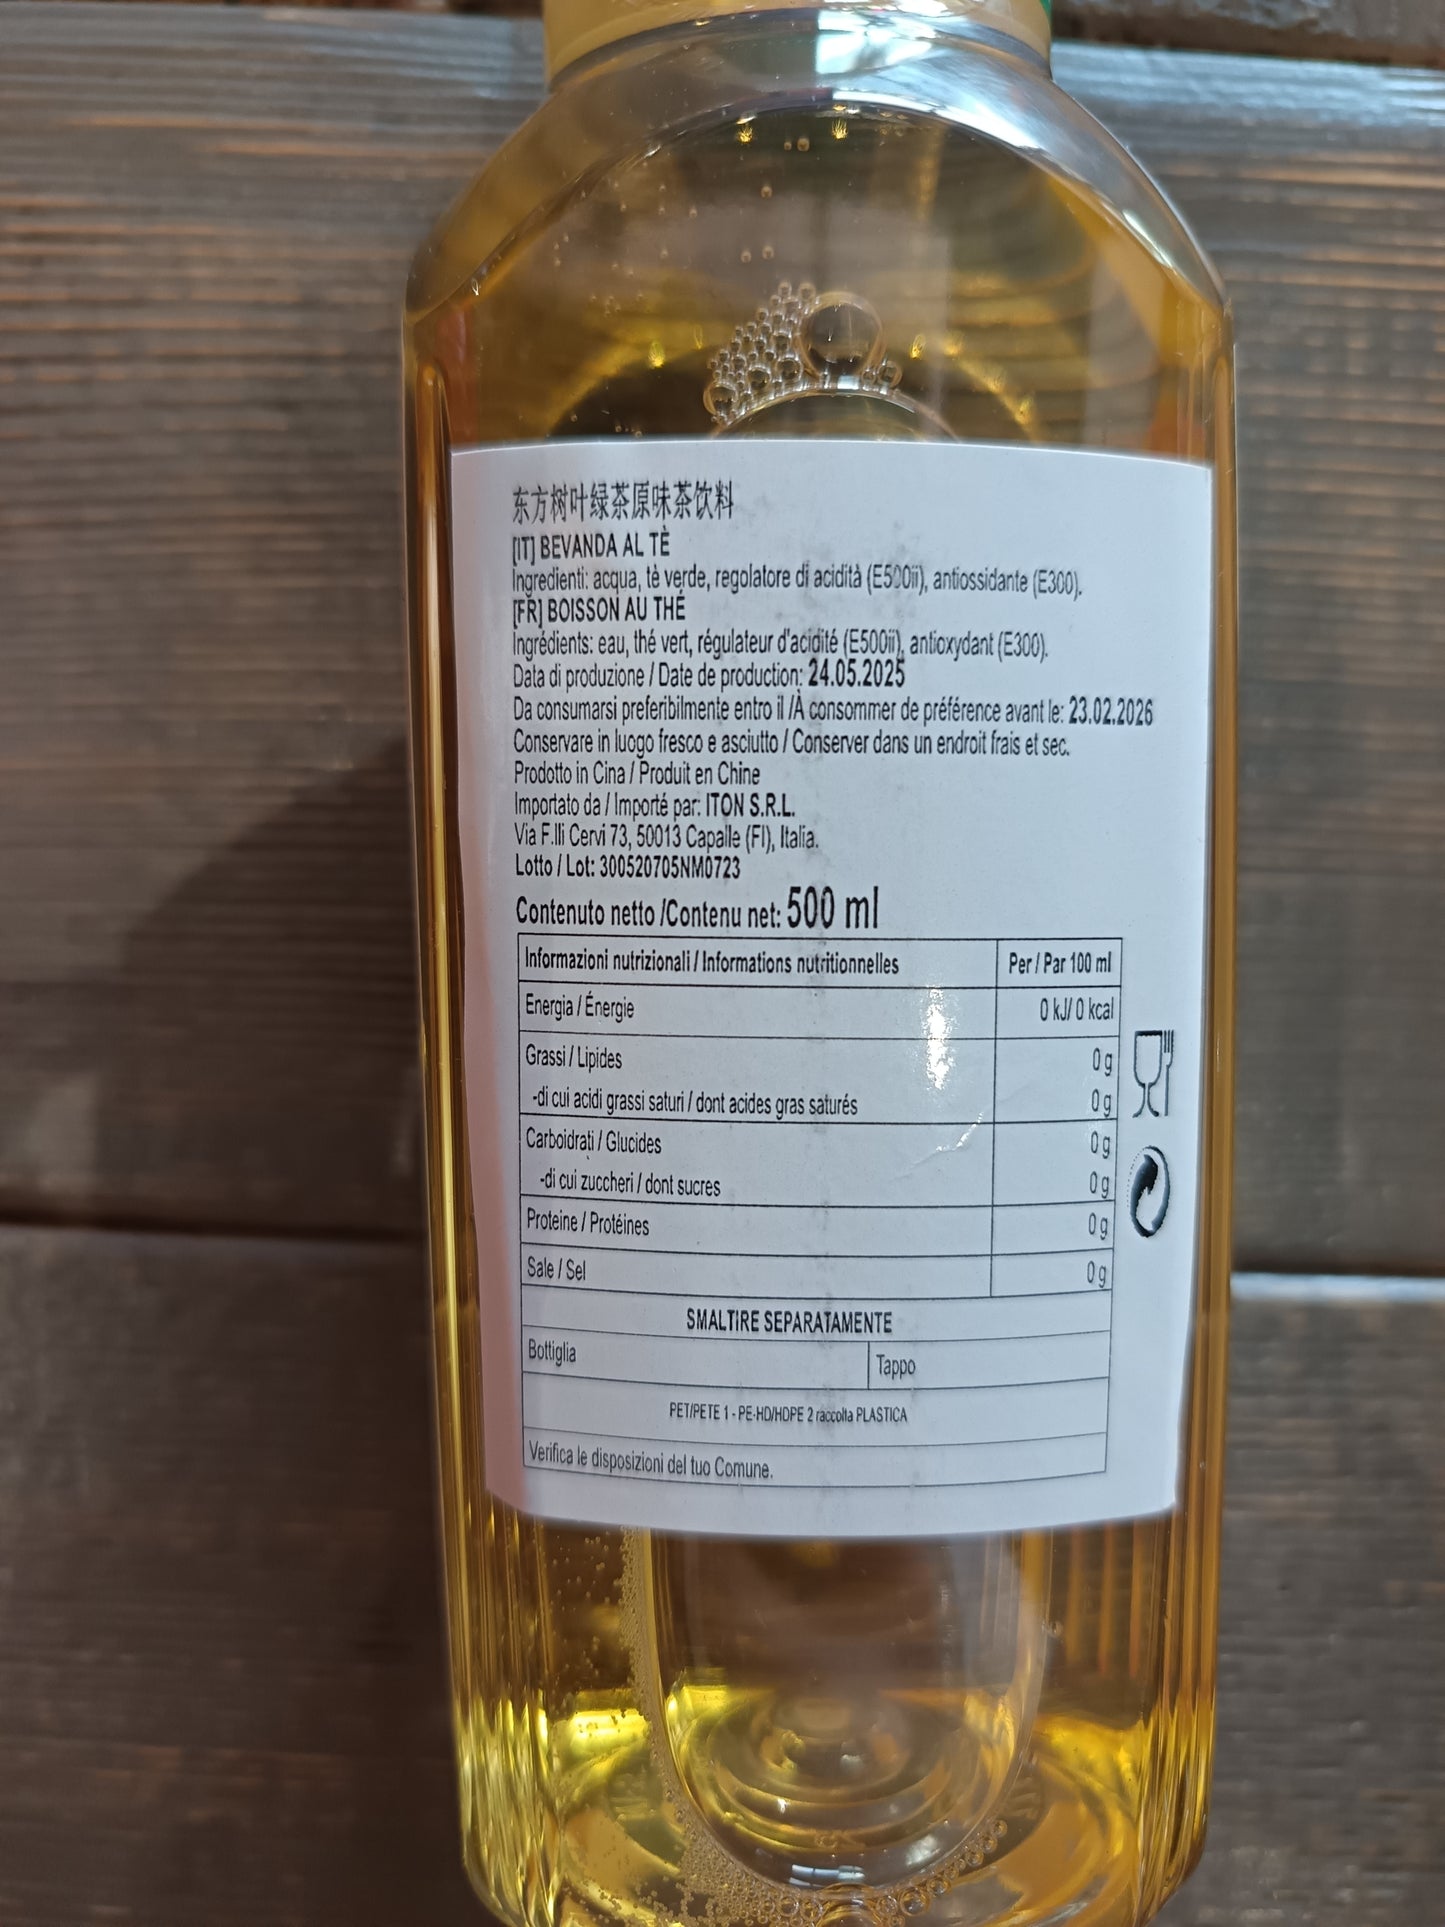 东方树叶绿茶原味茶饮料
[IT] BEVANDA AL TÈ
Ingredienti: acqua, tè verde, regolatore di acidità (E500ii), antiossidante (E300).
[FR] BOISSON AU THÉ
Ingrédients: eau, thé vert, régulateur d'acidité (E500ii), antioxydant (E300).
Data di produzione / Date de production: 24.05.2025
Da consumarsi preferibilmente entro il /À consommer de préférence avant le: 23.02.2026
Conservare in luogo fresco e asciutto / Conserver dans un endroit frais et sec.
Prodotto in Cina / Produit en Chine
Importato da / Importé par: ITON S.R.L.
Via F.lli Cervi 73, 50013 Capalle (FI), Italia.
Lotto / Lot: 300520705NM0723
Contenuto netto /Contenu net: 500 ml
Informazioni nutrizionali / Informations nutritionnelles Per / Par 100 ml
Energia / Énergie 0 kJ/ 0 kcal
Grassi / Lipides 0 g
-di cui acidi grassi saturi / dont acides gras saturés 0 g
Carboidrati / Glucides 0 g
-di cui zuccheri / dont sucres 0 g
Proteine / Protéines 0 g
Sale / Sel 0 g
SMALTIRE SEPARATAMENTE
Bottiglia Tappo
PET/PETE 1 - PE-HD/HDPE 2 raccolta PLASTICA
Verifica le disposizioni del tuo Comune.